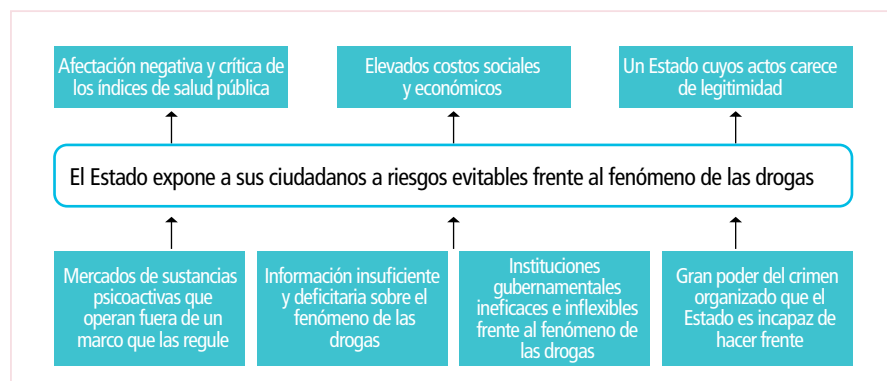 Afectación negativa y crítica de
los índices de salud pública
Elevados costos sociales
y económicos
Un Estado cuyos actos carece
de legitimidad
El Estado expone a sus ciudadanos a riesgos evitables frente al fenómeno de las drogas
Mercados de sustancias
psicoactivas que
operan fuera de un
marco que las regule
Información insuficiente
y deficitaria sobre el
fenómeno de las
drogas
Instituciones
gubernamentales
ineficaces e inflexibles
frente al fenómeno de
las drogas
Gran poder del crimen
organizado que el
Estado es incapaz de
hacer frente